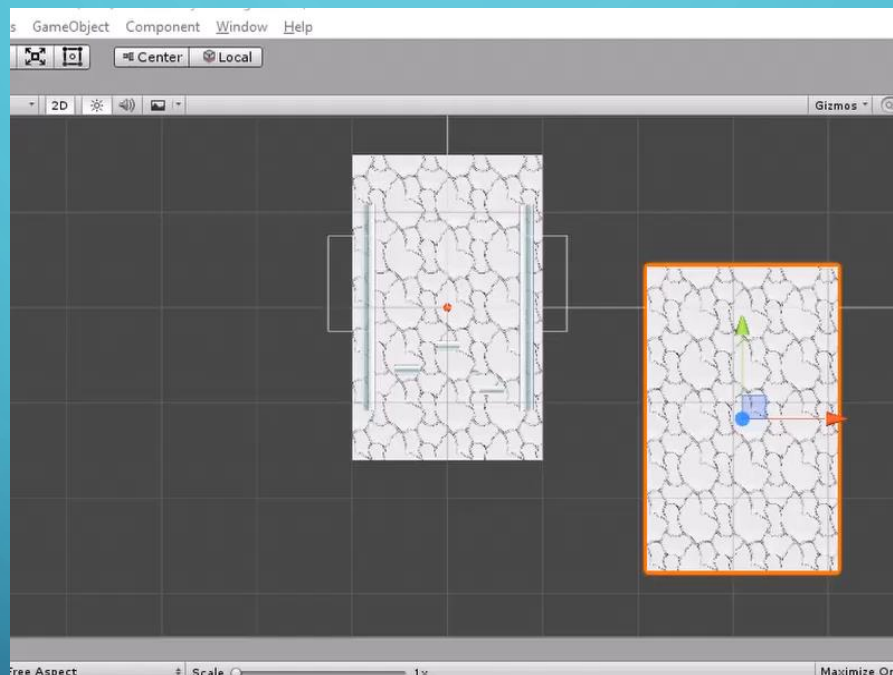 GameObject Component Window Help
Center Local
2D Gizmos
Free Aspect Scale 1x Maximize On